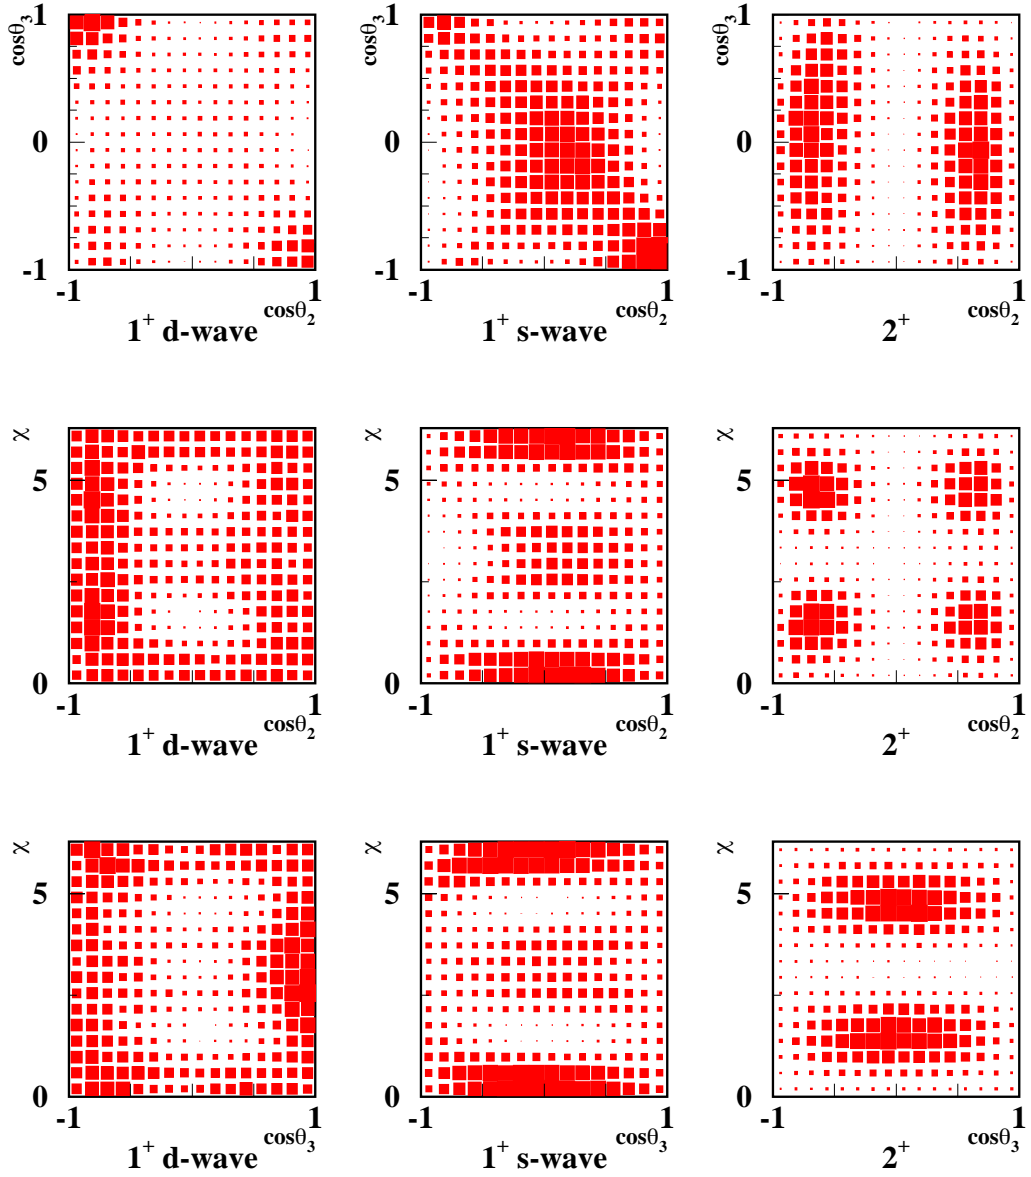 cosθ₃ 1 0 -1 -1 1 cosθ₂ 1⁺ d-wave
cosθ₃ 1 0 -1 -1 1 cosθ₂ 1⁺ s-wave
cosθ₃ 1 0 -1 -1 1 cosθ₂ 2⁺
χ 5 0 -1 1 cosθ₂ 1⁺ d-wave
χ 5 0 -1 1 cosθ₂ 1⁺ s-wave
χ 5 0 -1 1 cosθ₂ 2⁺
χ 5 0 -1 1 cosθ₃ 1⁺ d-wave
χ 5 0 -1 1 cosθ₃ 1⁺ s-wave
χ 5 0 -1 1 cosθ₃ 2⁺